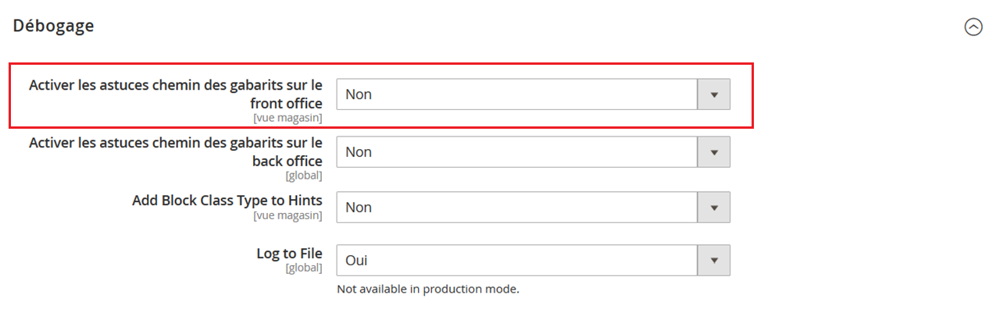 Débogage
Activer les astuces chemin des gabarits sur le
front office
[vue magasin]
Non
Activer les astuces chemin des gabarits sur le
back office
[global]
Non
Add Block Class Type to Hints
[vue magasin]
Non
Log to File
[global]
Oui
Not available in production mode.